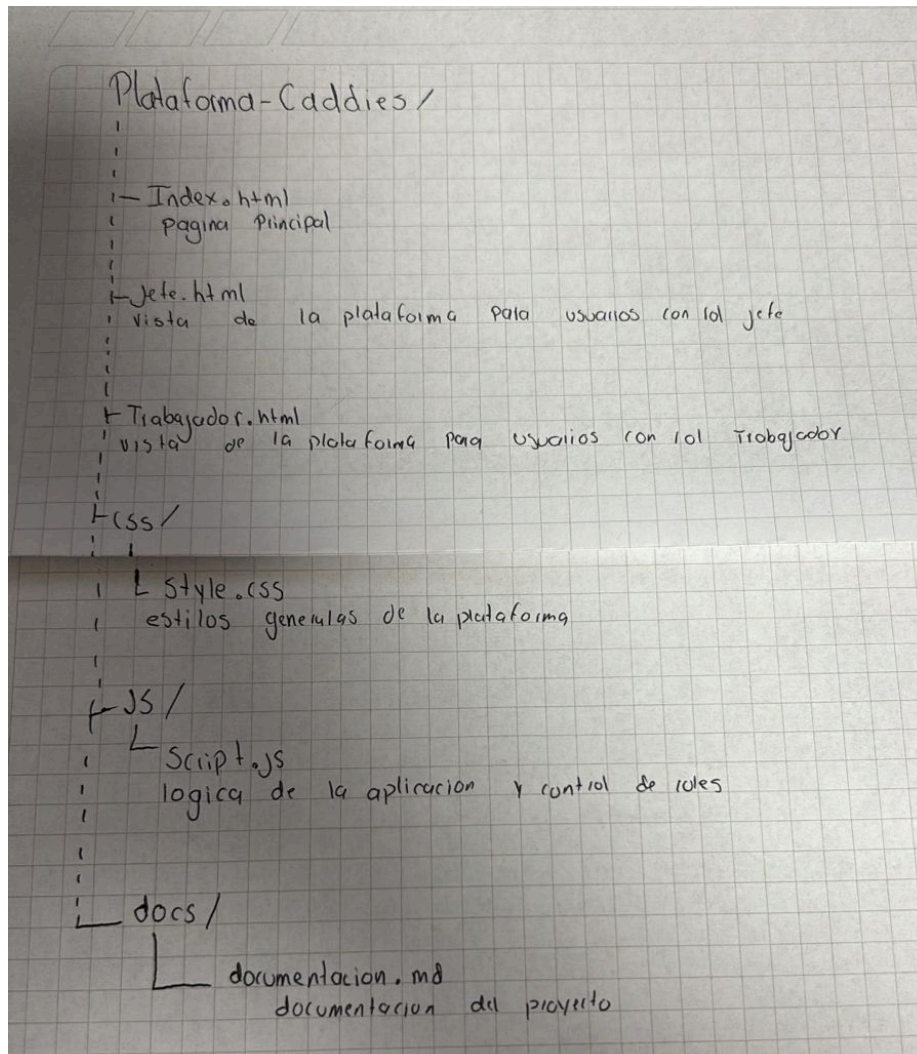 Plataforma-Caddies/
Index.html
pagina Principal
Jefe.html
vista de la plataforma para usuarios con rol jefe
Trabajador.html
vista de la plataforma para usuarios con rol Trabajador
css/
Style.css
estilos generulas de la plataforma
JS/
Script.js
logica de la aplicacion y control de roles
docs/
documentacion.md
documentacion del proyecto